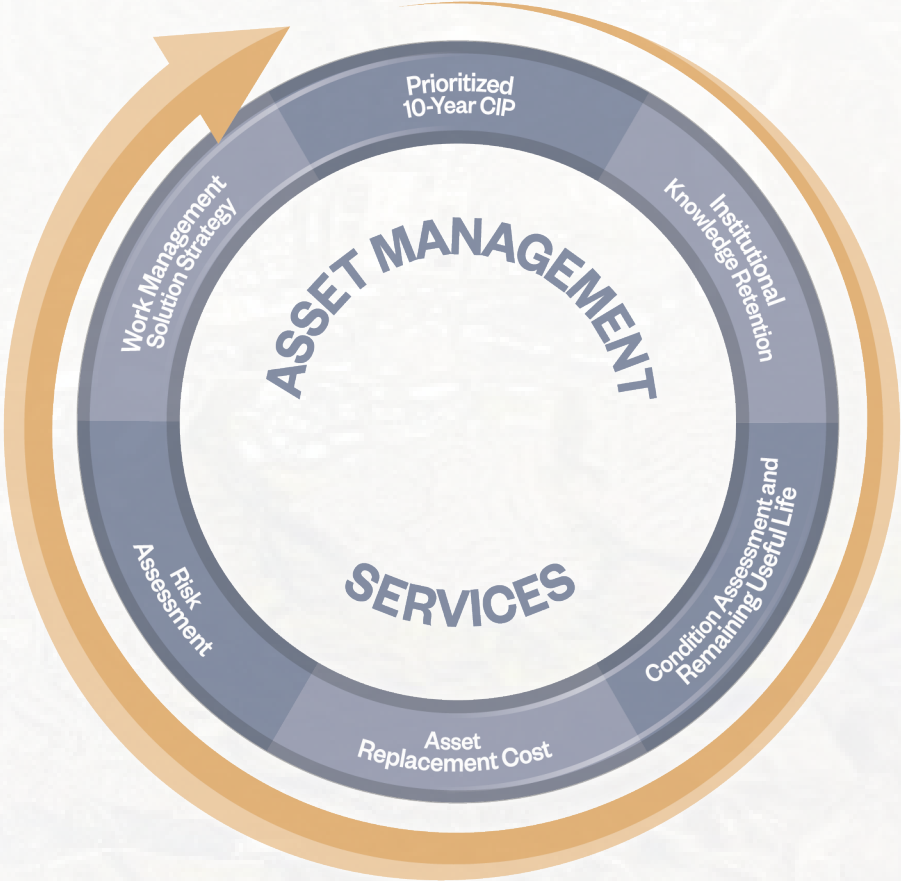 Prioritized
10-Year CIP
Institutional
Knowledge Retention
Condition Assessment and
Remaining Useful Life
Asset
Replacement Cost
Risk
Assessment
Work Management
Solution Strategy
ASSET MANAGEMENT
SERVICES